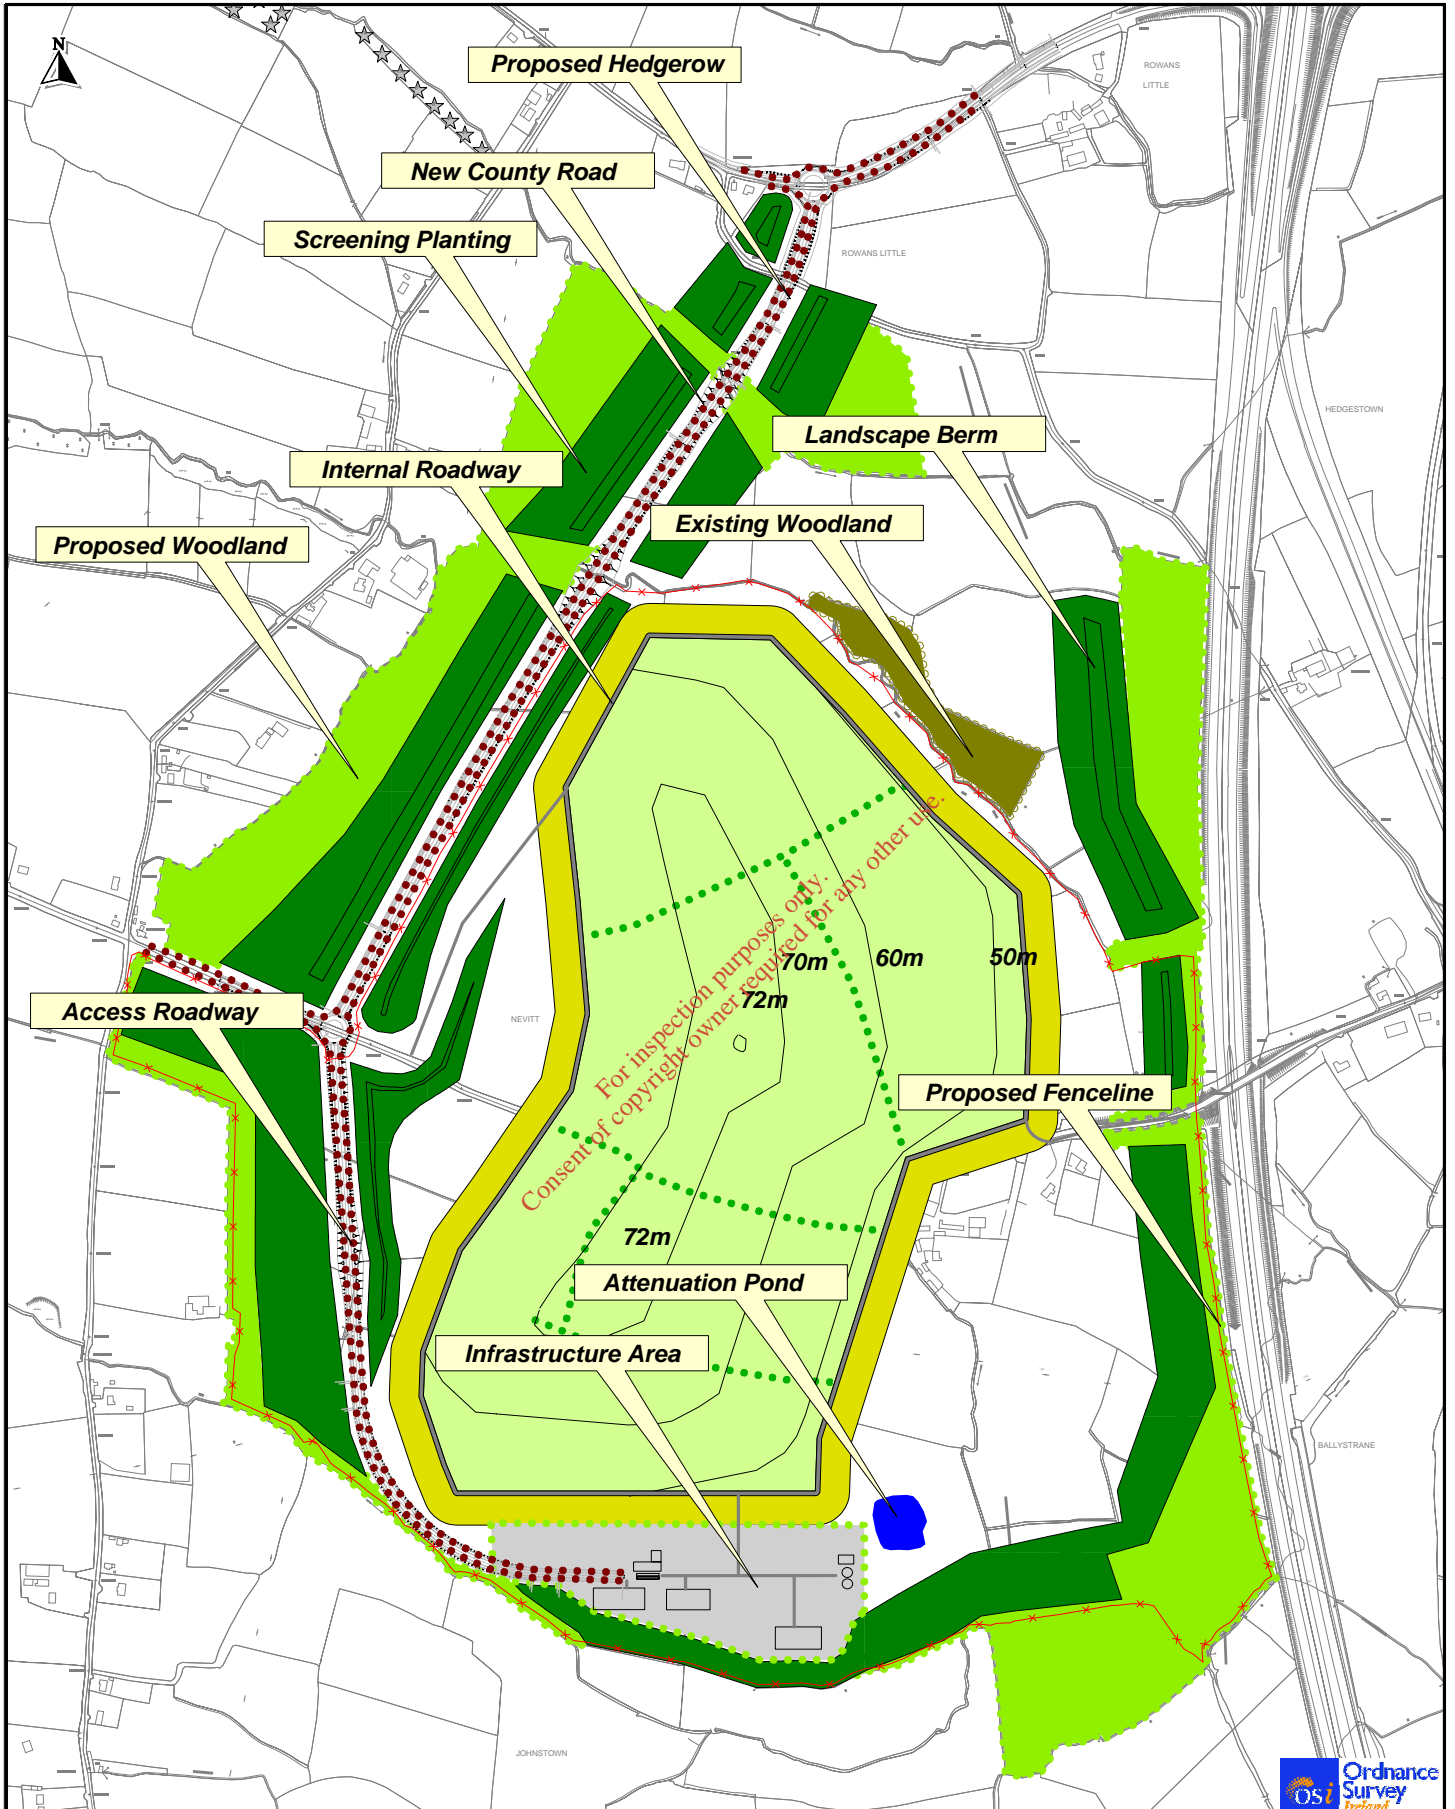 N
Proposed Hedgerow
ROWANS
LITTLE
New County Road
Screening Planting
ROWANS LITTLE
HEDGESTOWN
Landscape Berm
Internal Roadway
Existing Woodland
Proposed Woodland
For inspection purposes only.
Consent of copyright owner required for any other use.
70m
60m
50m
72m
Access Roadway
NEVITT
Proposed Fenceline
72m
Attenuation Pond
Infrastructure Area
BALLYSTRANE
JOHNSTOWN
osi
Ordnance
Survey
Ireland